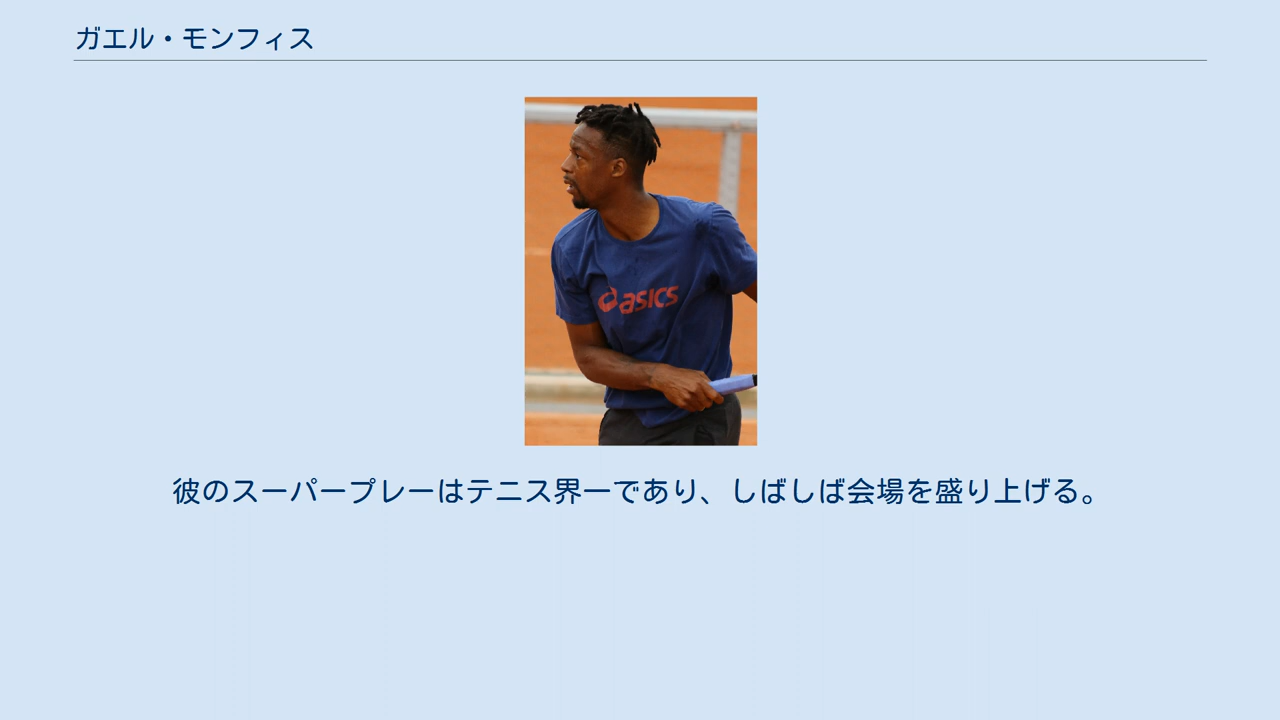 ガエル・モンフィス
asics
彼のスーパープレーはテニス界一であり、しばしば会場を盛り上げる。